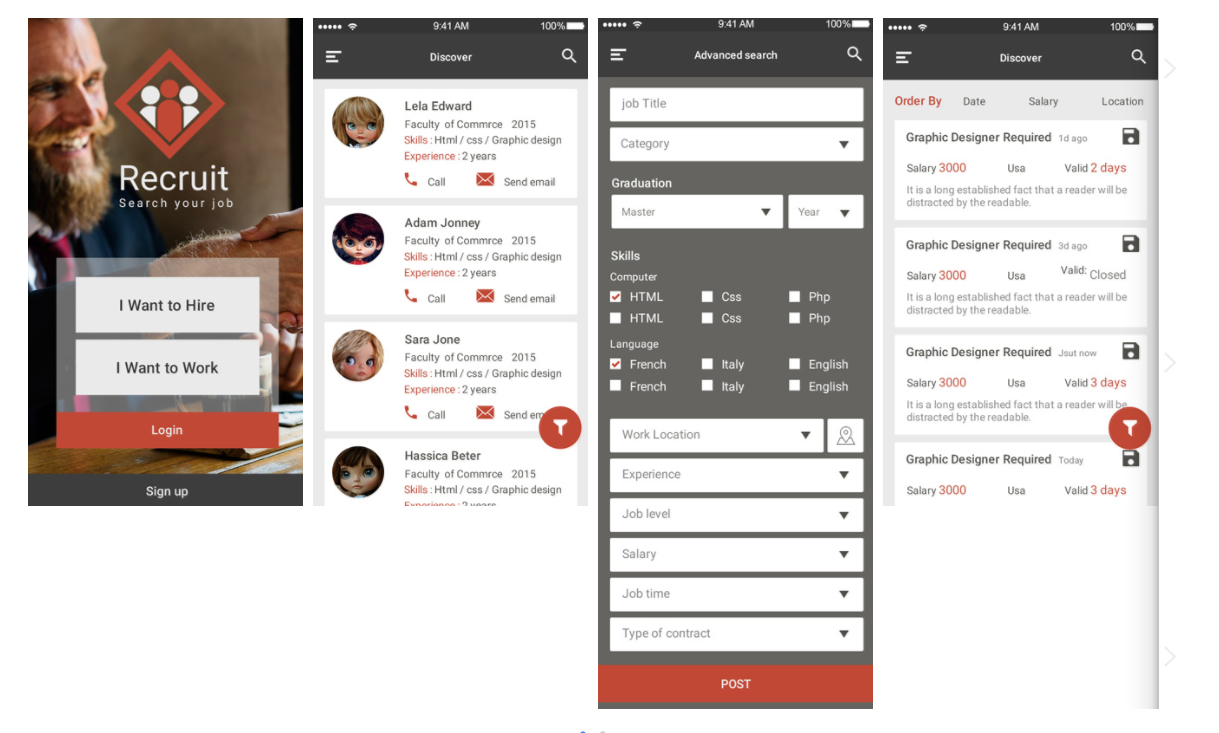 Recruit
Search your job
I Want to Hire
I Want to Work
Login
Sign up
9:41 AM 100%
Discover
Lela Edward
Faculty of Commrce 2015
Skills : Html / css / Graphic design
Experience : 2 years
Call Send email
Adam Jonney
Faculty of Commrce 2015
Skills : Html / css / Graphic design
Experience : 2 years
Call Send email
Sara Jone
Faculty of Commrce 2015
Skills : Html / css / Graphic design
Experience : 2 years
Call Send em
Hassica Beter
Faculty of Commrce 2015
Skills : Html / css / Graphic design
Experience : 2 years
9:41 AM 100%
Advanced search
job Title
Category
Graduation
Master Year
Skills
Computer
HTML Css Php
HTML Css Php
Language
French Italy English
French Italy English
Work Location
Experience
Job level
Salary
Job time
Type of contract
POST
9:41 AM 100%
Discover
Order By Date Salary Location
Graphic Designer Required 1d ago
Salary 3000 Usa Valid 2 days
It is a long established fact that a reader will be
distracted by the readable.
Graphic Designer Required 3d ago
Salary 3000 Usa Valid: Closed
It is a long established fact that a reader will be
distracted by the readable.
Graphic Designer Required Jsut now
Salary 3000 Usa Valid 3 days
It is a long established fact that a reader will be
distracted by the readable.
Graphic Designer Required Today
Salary 3000 Usa Valid 3 days